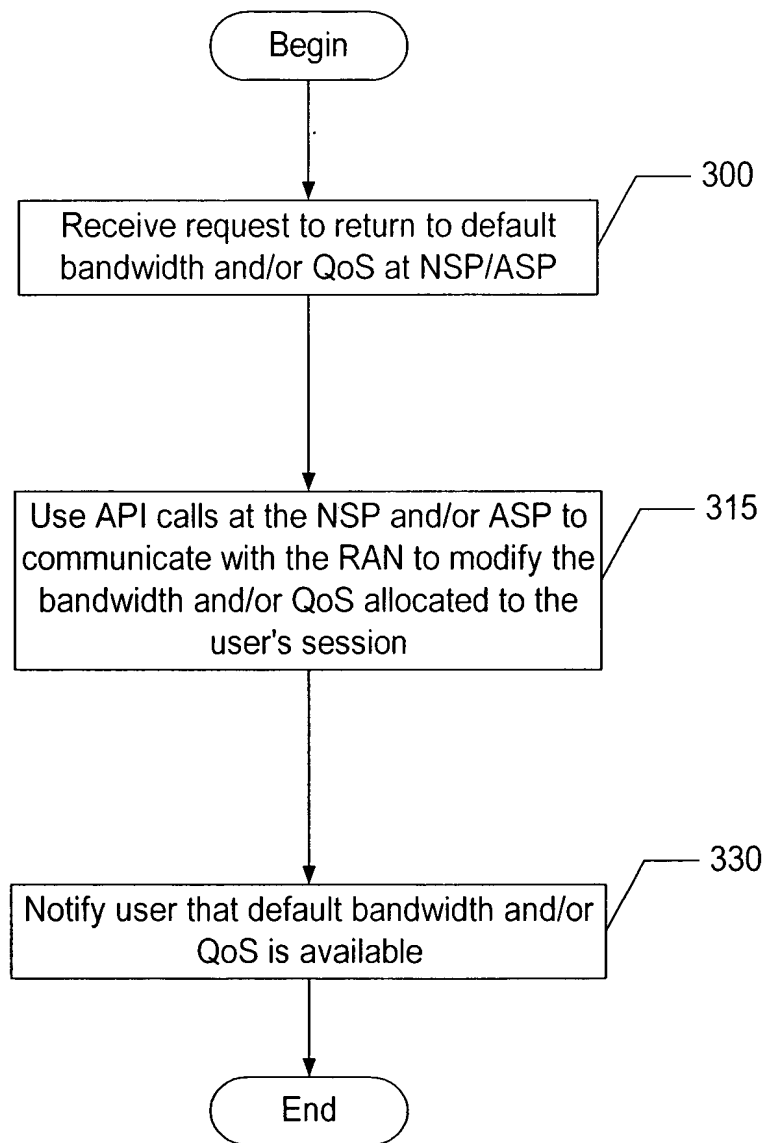 Begin
300
Receive request to return to default
bandwidth and/or QoS at NSP/ASP
315
Use API calls at the NSP and/or ASP to
communicate with the RAN to modify the
bandwidth and/or QoS allocated to the
user's session
330
Notify user that default bandwidth and/or
QoS is available
End